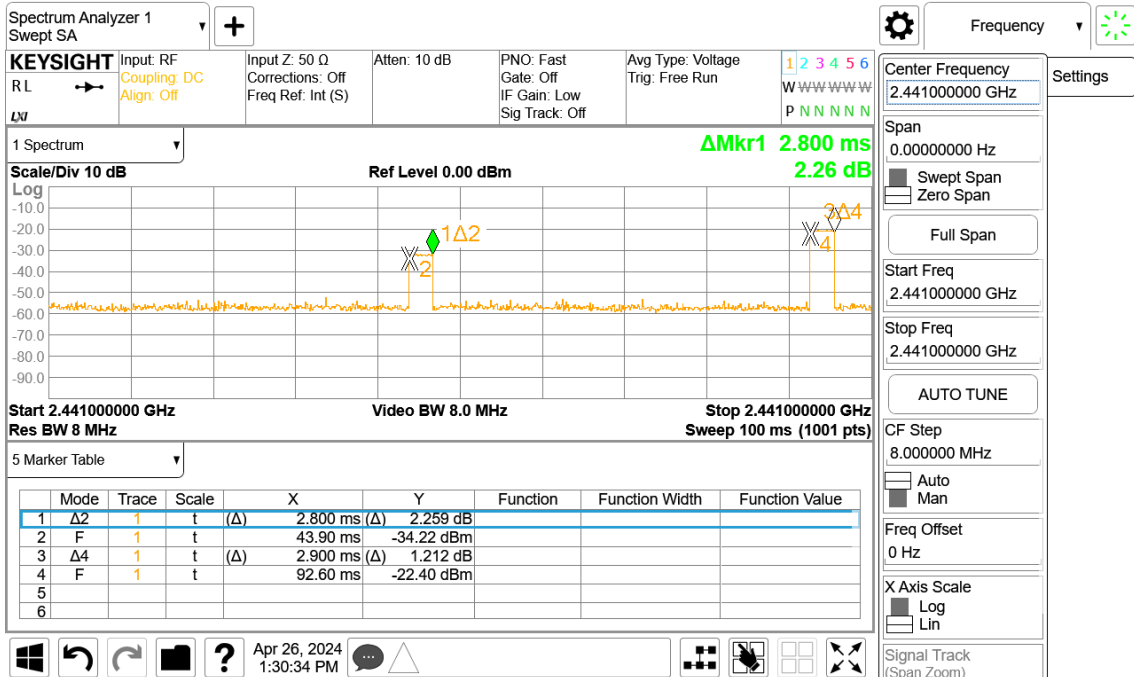 Spectrum Analyzer 1
Swept SA
Frequency
KEYSIGHT
R L
LXI
Input: RF
Coupling: DC
Align: Off
Input Z: 50 Ω
Corrections: Off
Freq Ref: Int (S)
Atten: 10 dB
PNO: Fast
Gate: Off
IF Gain: Low
Sig Track: Off
Avg Type: Voltage
Trig: Free Run
1 2 3 4 5 6
W W W W W W
P N N N N N
1 Spectrum
ΔMkr1 2.800 ms
2.26 dB
Scale/Div 10 dB
Ref Level 0.00 dBm
Log
-10.0
-20.0
-30.0
-40.0
-50.0
-60.0
-70.0
-80.0
-90.0
1Δ2
2
3Δ4
4
Start 2.441000000 GHz
Video BW 8.0 MHz
Stop 2.441000000 GHz
Res BW 8 MHz
Sweep 100 ms (1001 pts)
5 Marker Table
Mode Trace Scale X Y Function Function Width Function Value
1 Δ2 1 t (Δ) 2.800 ms (Δ) 2.259 dB
2 F 1 t 43.90 ms -34.22 dBm
3 Δ4 1 t (Δ) 2.900 ms (Δ) 1.212 dB
4 F 1 t 92.60 ms -22.40 dBm
5
6
Apr 26, 2024
1:30:34 PM
Center Frequency
2.441000000 GHz
Settings
Span
0.00000000 Hz
Swept Span
Zero Span
Full Span
Start Freq
2.441000000 GHz
Stop Freq
2.441000000 GHz
AUTO TUNE
CF Step
8.000000 MHz
Auto
Man
Freq Offset
0 Hz
X Axis Scale
Log
Lin
Signal Track
(Span Zoom)